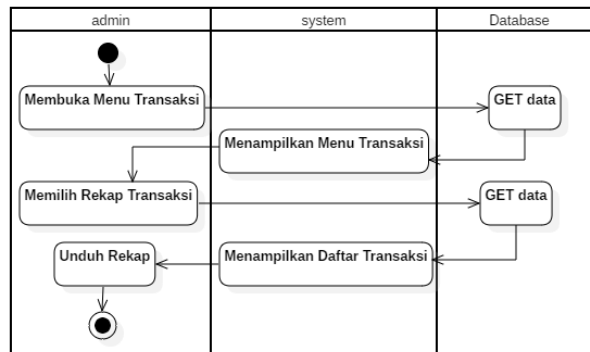 admin
system
Database
Membuka Menu Transaksi
GET data
Menampilkan Menu Transaksi
Memilih Rekap Transaksi
GET data
Unduh Rekap
Menampilkan Daftar Transaksi